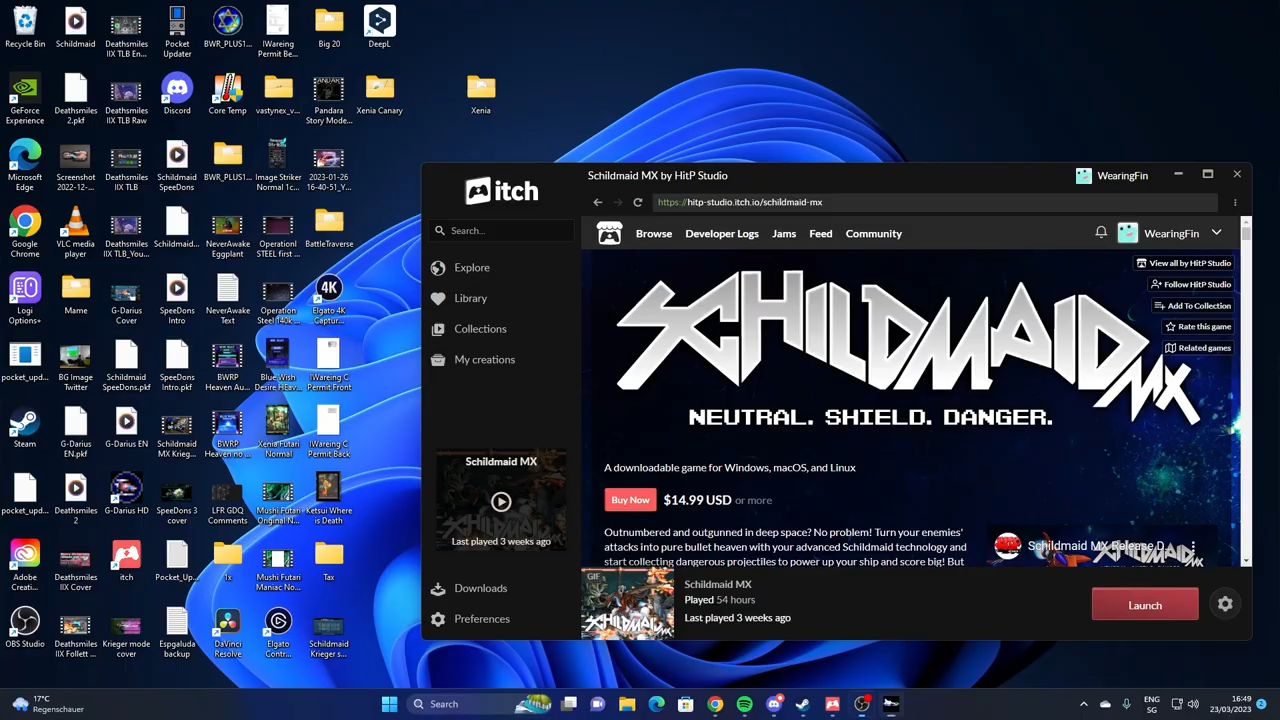 Recycle Bin
Schildmaid
Deathsmiles
IIX TLB En...
Pocket
Updater
BWR_PLUS1...
IWareing
Permit Be...
Big 20
DeepL
GeForce
Experience
Deathsmiles
2.pkf
Deathsmiles
IIX TLB Raw
Discord
Core Temp
vastynex_v...
Pandara
Story Mode...
Xenia Canary
Xenia
Microsoft
Edge
Screenshot
2022-12-...
Deathsmiles
IIX TLB
Schildmaid
SpeeDons
BWR_PLUS1...
Image Striker
Normal 1c...
2023-01-26
16-40-51_Y...
Google
Chrome
VLC media
player
Deathsmiles
IIX TLB_You...
Schildmaid...
NeverAwake
Eggplant
OperationI
STEEL first ...
BattleTraverse
Logi
Options+
Mame
G-Darius
Cover
SpeeDons
Intro
NeverAwake
Text
Operation
Steel 140k ...
4K
Elgato 4K
Captur...
pocket_upd...
BG Image
Twitter
Schildmaid
SpeeDons.pkf
SpeeDons
Intro.pkf
BWRP
Heaven Au...
Blue Wish
Desire HEav...
IWareing C
Permit Front
Steam
G-Darius
EN.pkf
G-Darius EN
Schildmaid
MX Krieg...
BWRP
Heaven no ...
Xenia Futari
Normal
IWareing C
Permit Back
pocket_upd...
Deathsmiles
2
G-Darius HD
SpeeDons 3
cover
LFR GDQ
Comments
Mushi Futari
Original N...
Ketsui Where
is Death
Adobe
Creative ...
Deathsmiles
IIX Cover
itch
Pocket_Up...
1x
Mushi Futari
Maniac No...
Tax
OBS Studio
Deathsmiles
IIX Follett ...
Krieger mode
cover
Espgaluda
backup
DaVinci
Resolve
Elgato
Contr...
Schildmaid
Krieger s...
itch
Search...
Explore
Library
Collections
My creations
Schildmaid MX
Last played 3 weeks ago
Downloads
Preferences
Schildmaid MX by HitP Studio
WearingFin
https://hitp-studio.itch.io/schildmaid-mx
Browse
Developer Logs
Jams
Feed
Community
WearingFin
View all by HitP Studio
Follow HitP Studio
Add To Collection
Rate this game
Related games
SCHILDMAID MX
NEUTRAL. SHIELD. DANGER.
A downloadable game for Windows, macOS, and Linux
Buy Now $14.99 USD or more
Outnumbered and outgunned in deep space? No problem! Turn your enemies'
attacks into pure bullet heaven with your advanced Schildmaid technology and
start collecting dangerous projectiles to power up your ship and score big! But
Schildmaid MX Release D
GIF
SCHILDMAID
Schildmaid MX
Played 54 hours
Last played 3 weeks ago
Launch
17°C
Regenschauer
Search
ENG
SG
16:49
23/03/2023
2